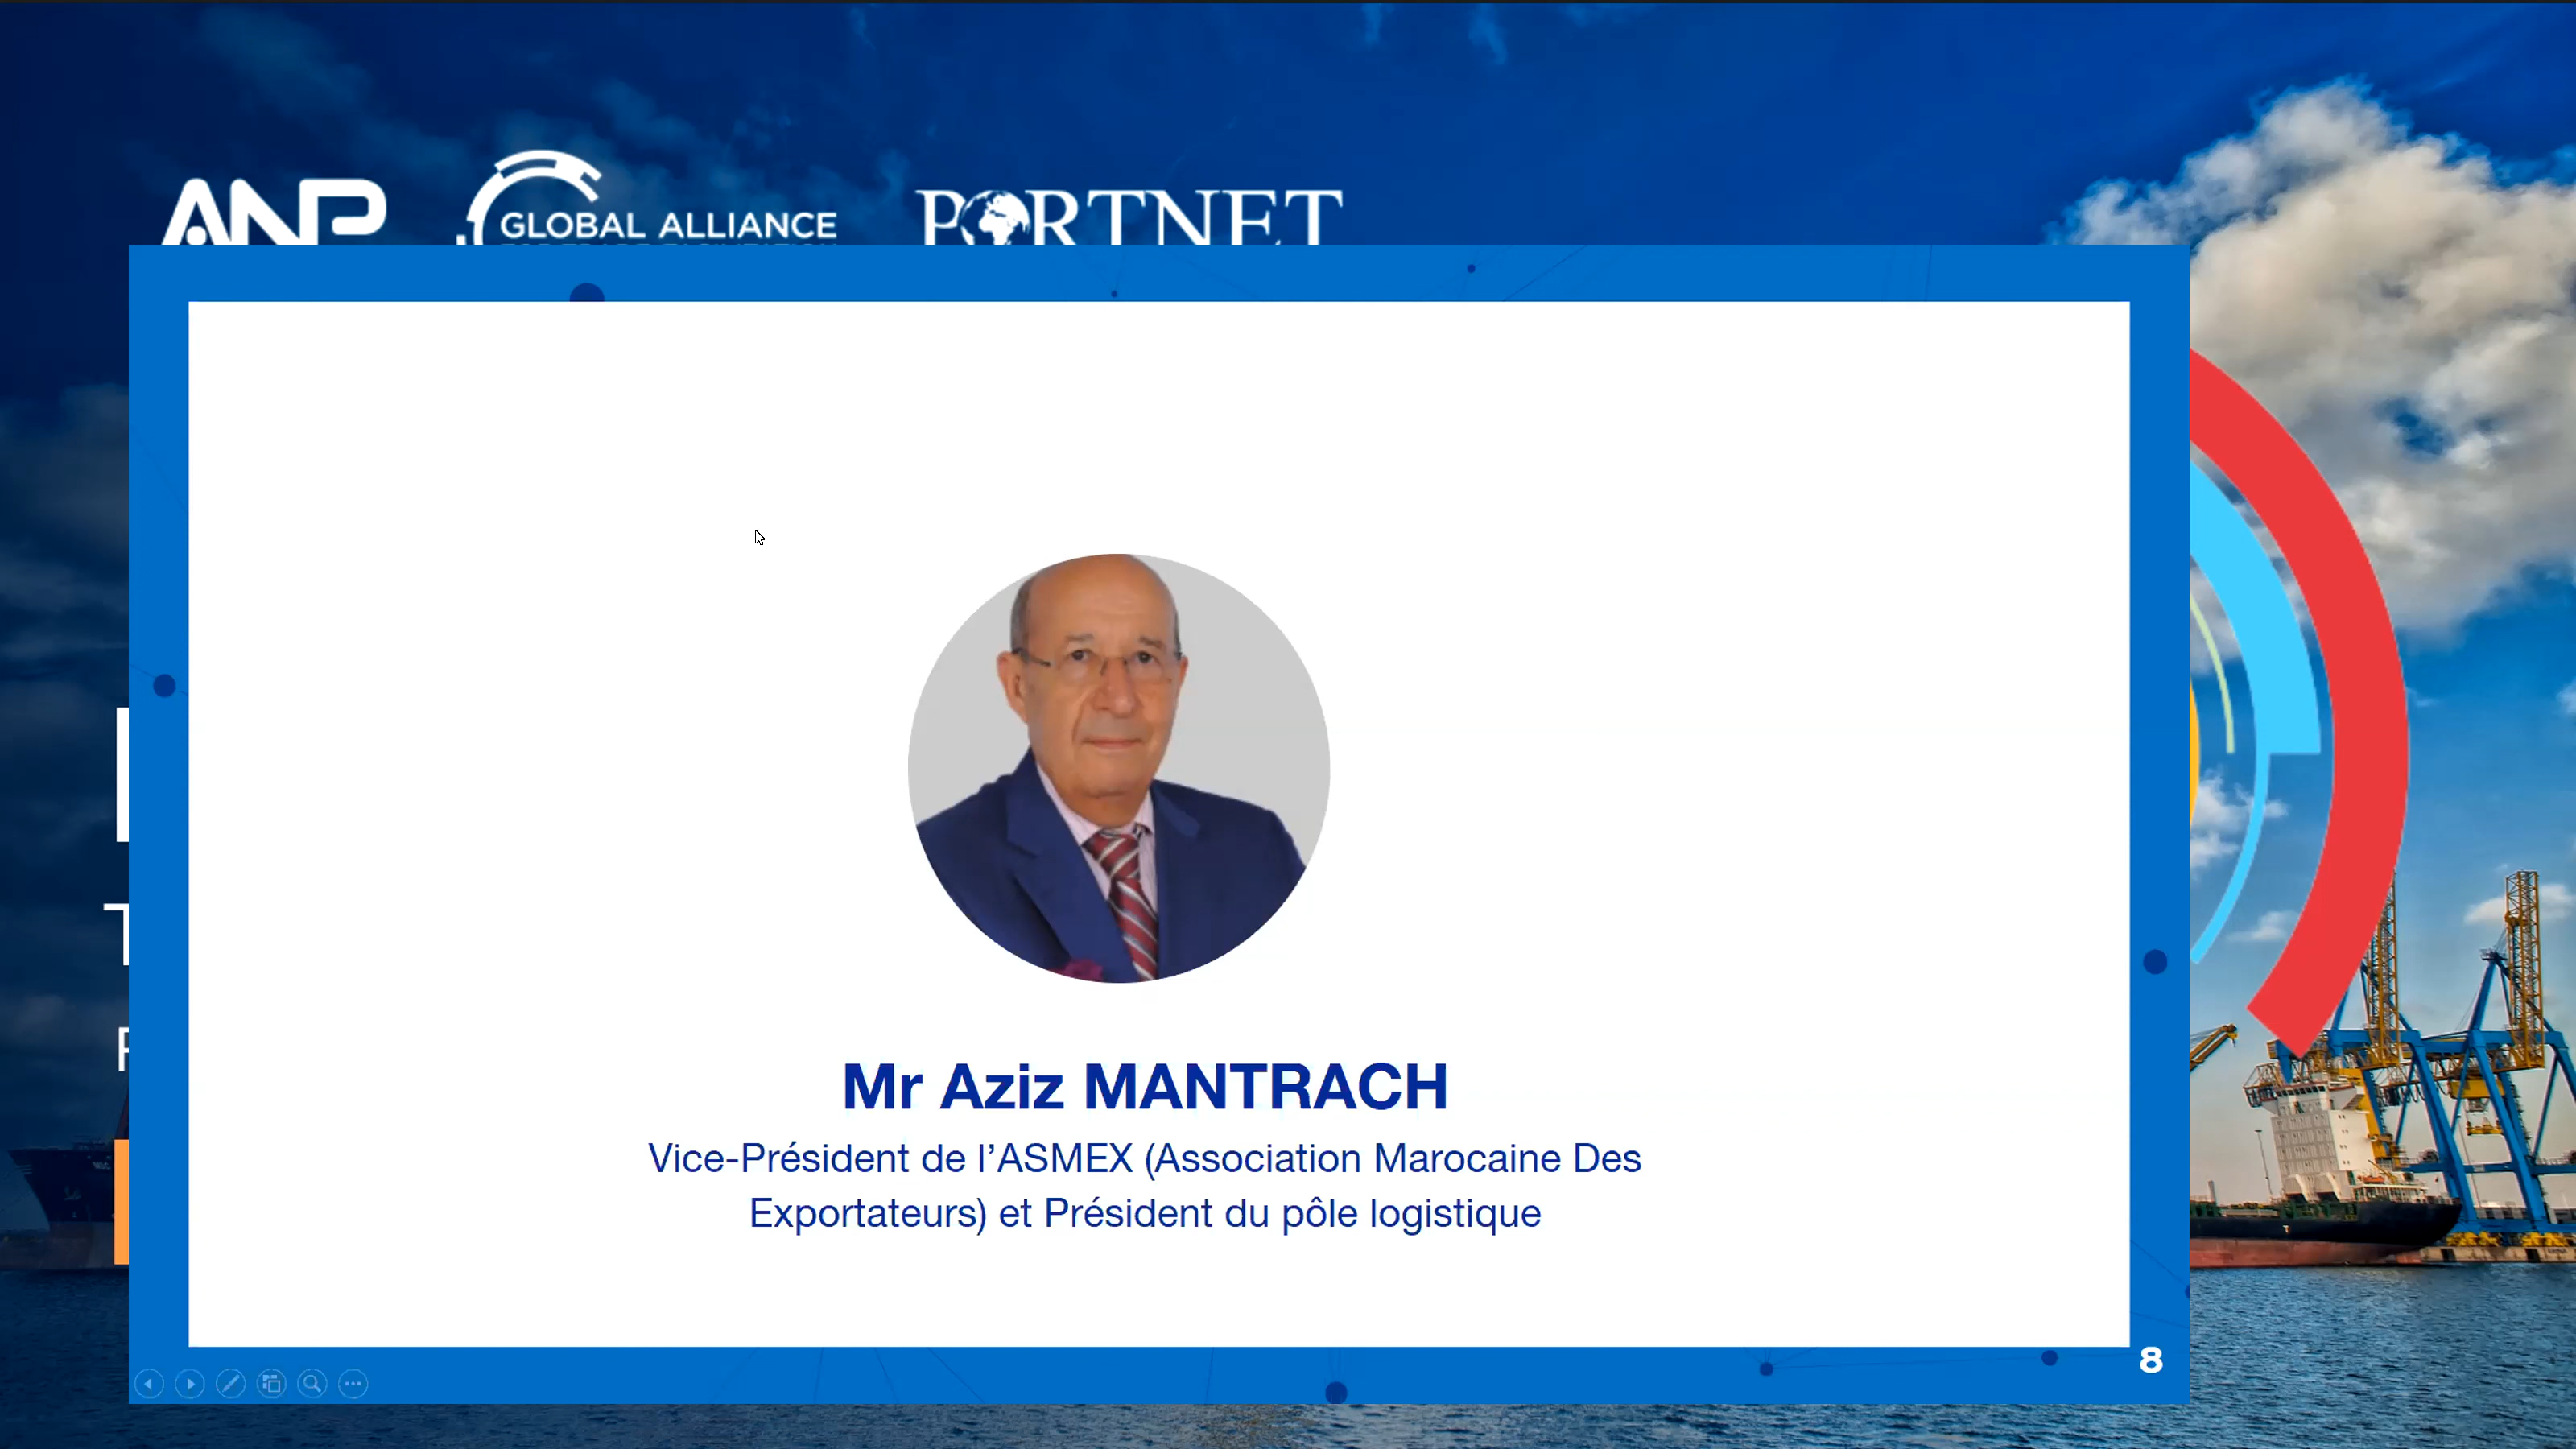 ANP
GLOBAL ALLIANCE
PORTNET
Mr Aziz MANTRACH
Vice-Président de l’ASMEX (Association Marocaine Des
Exportateurs) et Président du pôle logistique
8